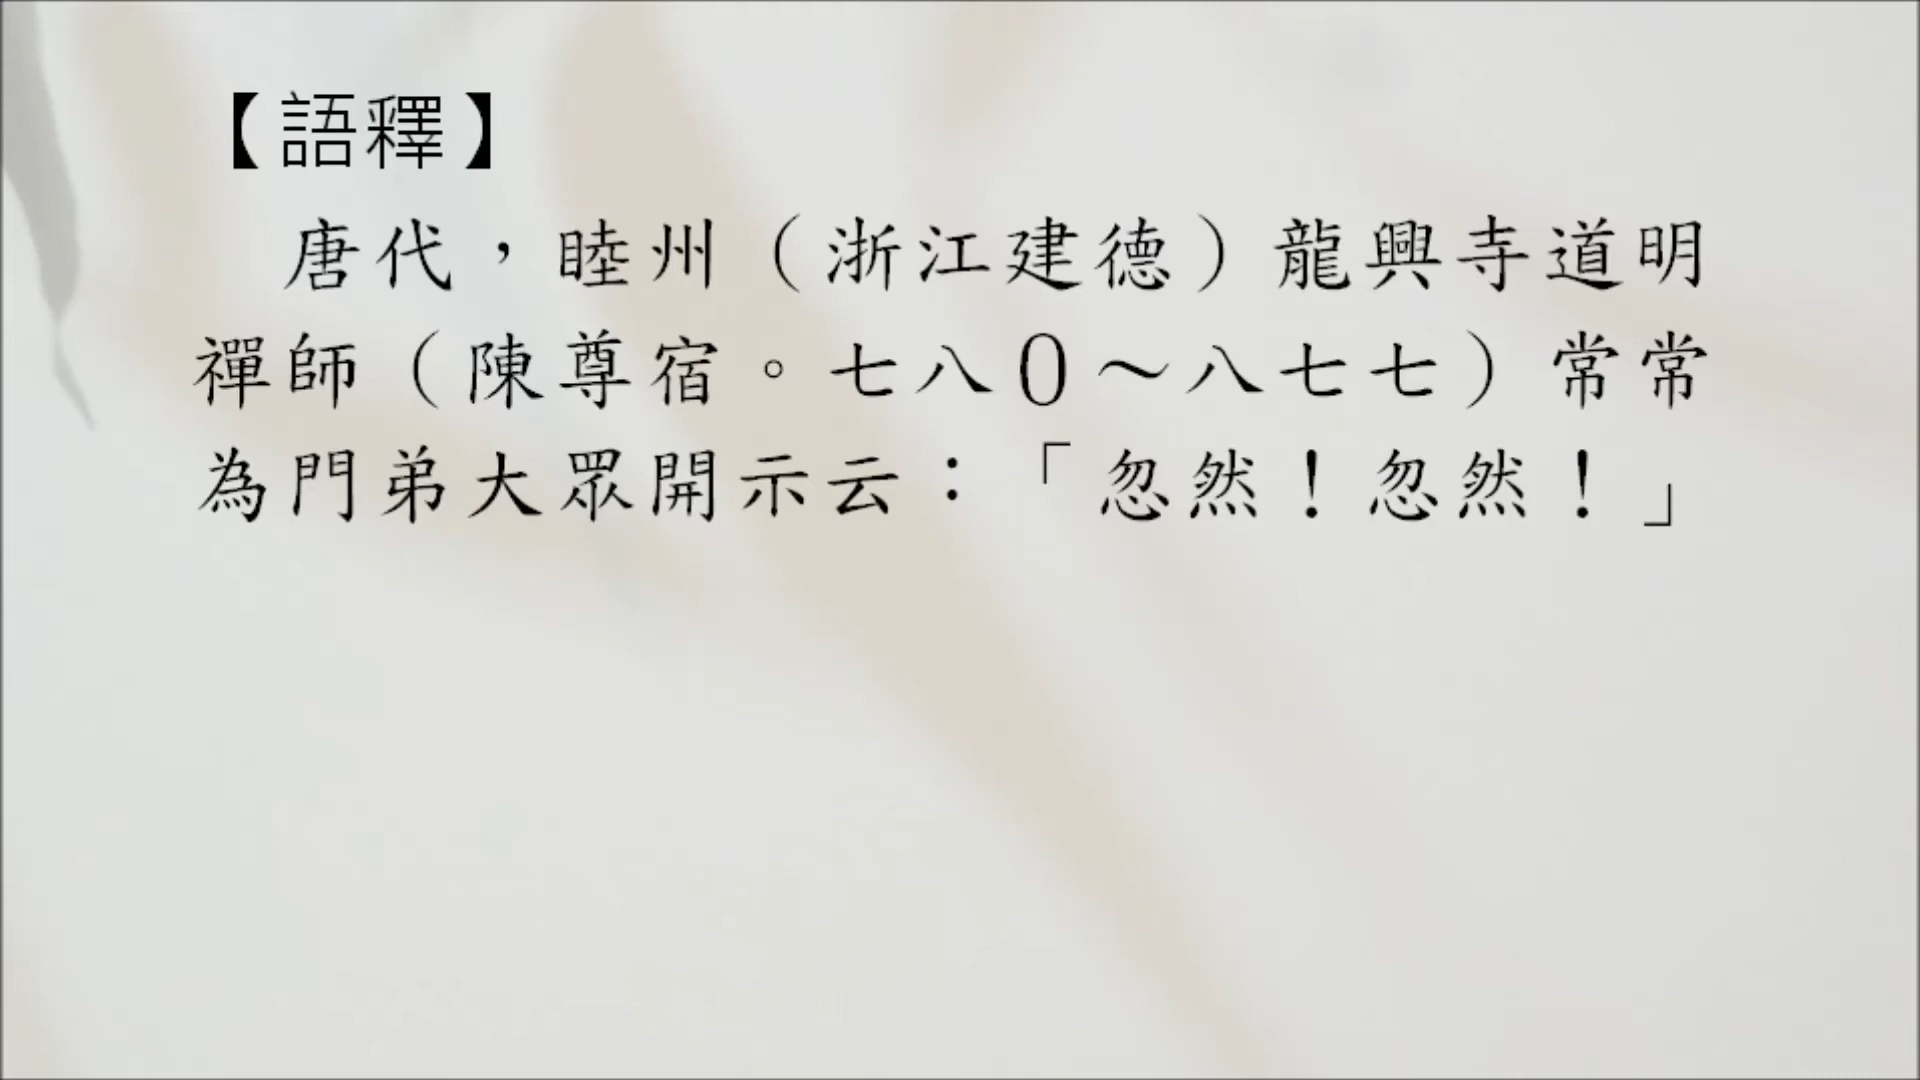 【語釋】
唐代，睦州（浙江建德）龍興寺道明
禪師（陳尊宿。七八0～八七七）常常
為門弟大眾開示云：「忽然！忽然！」